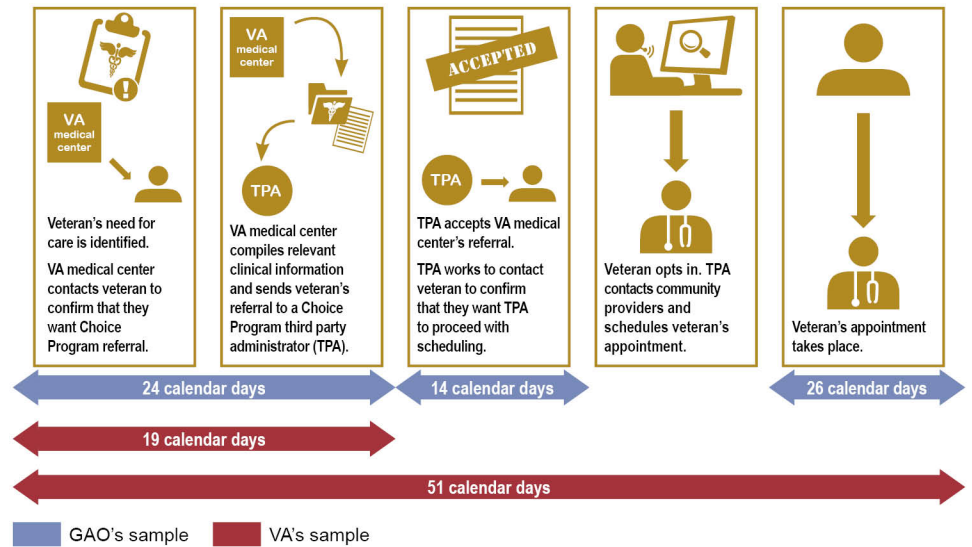 VA
medical
center
Veteran's need for
care is identified.
VA medical center
contacts veteran to
confirm that they
want Choice
Program referral.
VA
medical
center
TPA
VA medical center
compiles relevant
clinical information
and sends veteran's
referral to a Choice
Program third party
administrator (TPA).
ACCEPTED
TPA
TPA accepts VA medical
center's referral.
TPA works to contact
veteran to confirm
that they want TPA
to proceed with
scheduling.
Veteran opts in. TPA
contacts community
providers and
schedules veteran's
appointment.
Veteran's appointment
takes place.
24 calendar days
14 calendar days
26 calendar days
19 calendar days
51 calendar days
GAO's sample
VA's sample